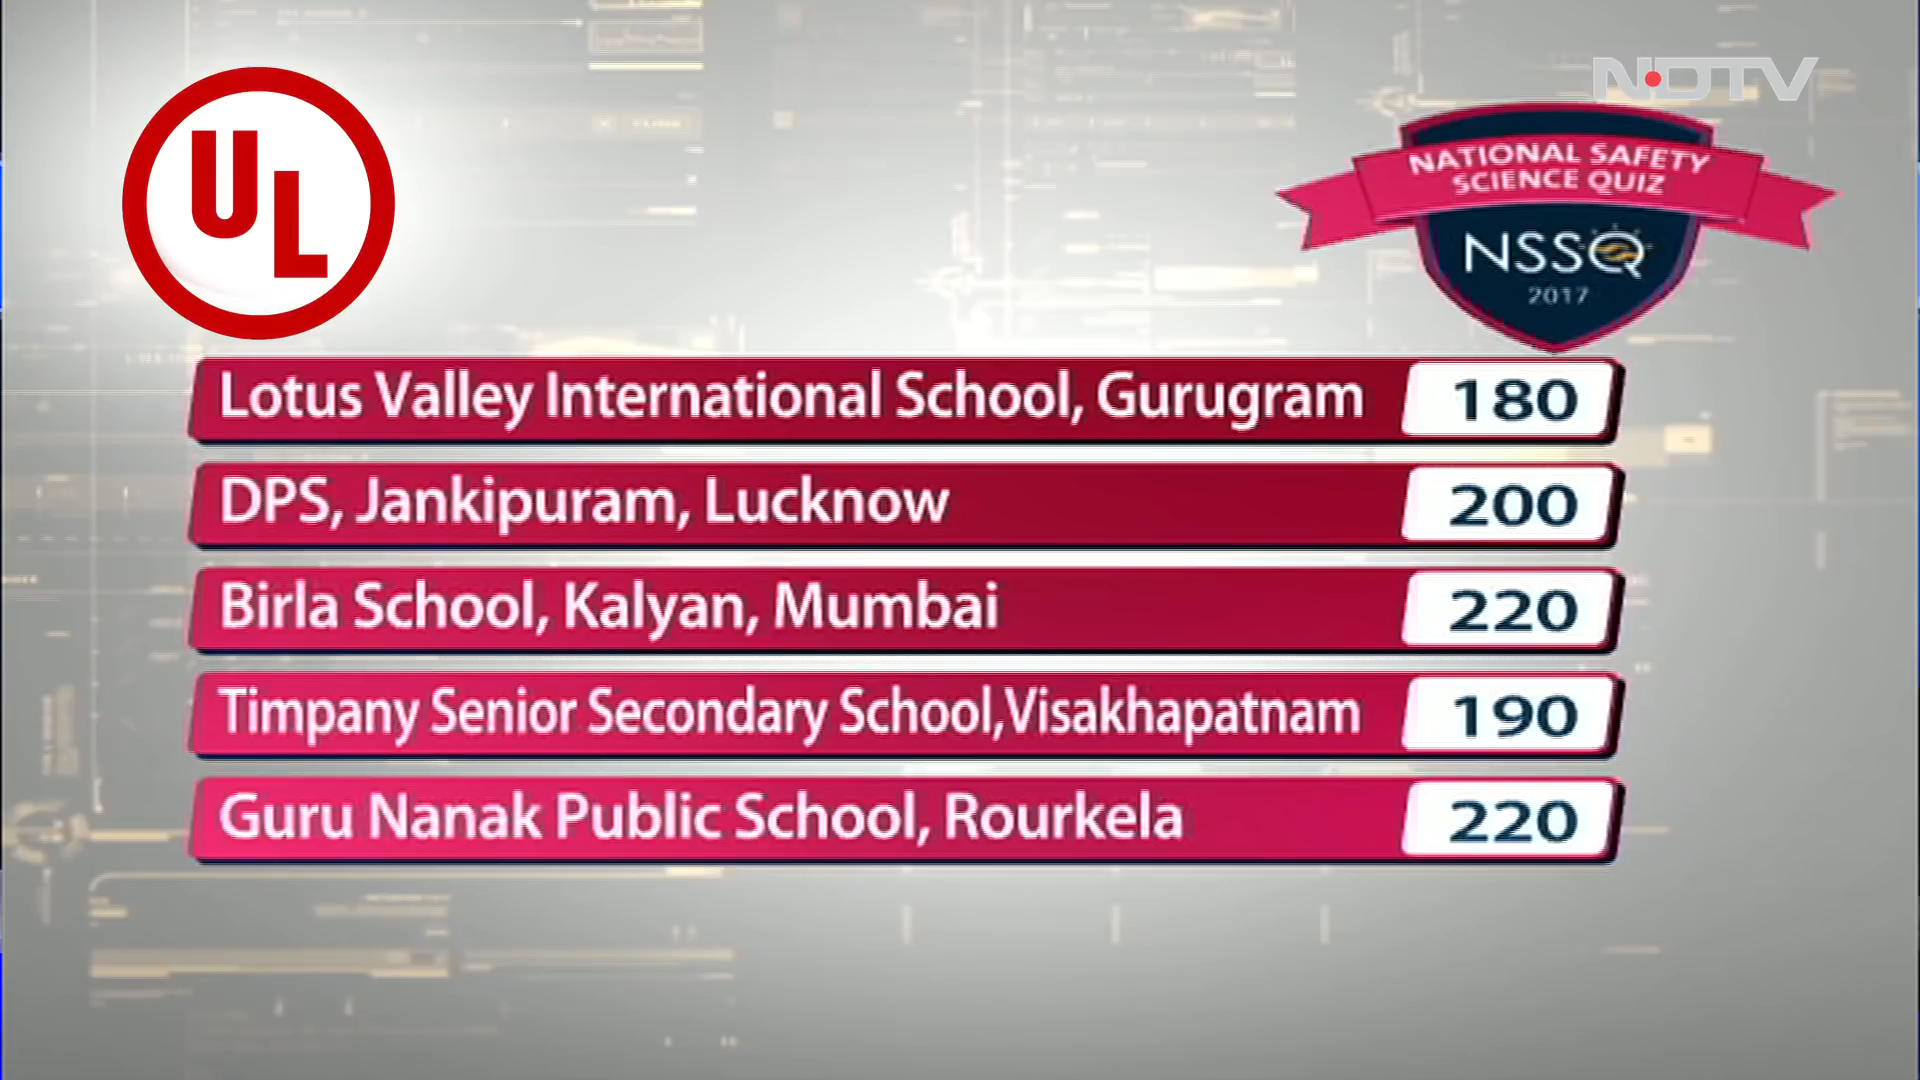 UL
NDTV
NATIONAL SAFETY
SCIENCE QUIZ
NSSQ
2017
Lotus Valley International School, Gurugram 180
DPS, Jankipuram, Lucknow 200
Birla School, Kalyan, Mumbai 220
Timpany Senior Secondary School,Visakhapatnam 190
Guru Nanak Public School, Rourkela 220